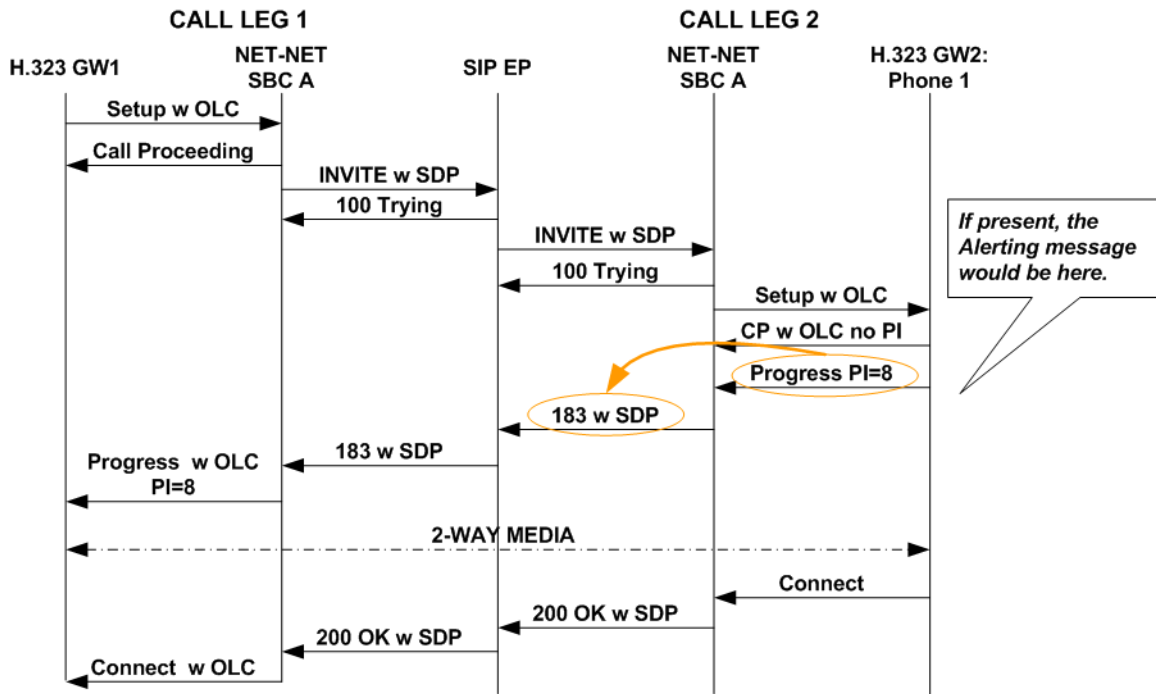 CALL LEG 1
CALL LEG 2
H.323 GW1
NET-NET
SBC A
SIP EP
NET-NET
SBC A
H.323 GW2:
Phone 1
Setup w OLC
Call Proceeding
INVITE w SDP
100 Trying
INVITE w SDP
100 Trying
If present, the
Alerting message
would be here.
Setup w OLC
CP w OLC no PI
Progress PI=8
183 w SDP
183 w SDP
Progress w OLC
PI=8
2-WAY MEDIA
Connect
200 OK w SDP
200 OK w SDP
Connect w OLC